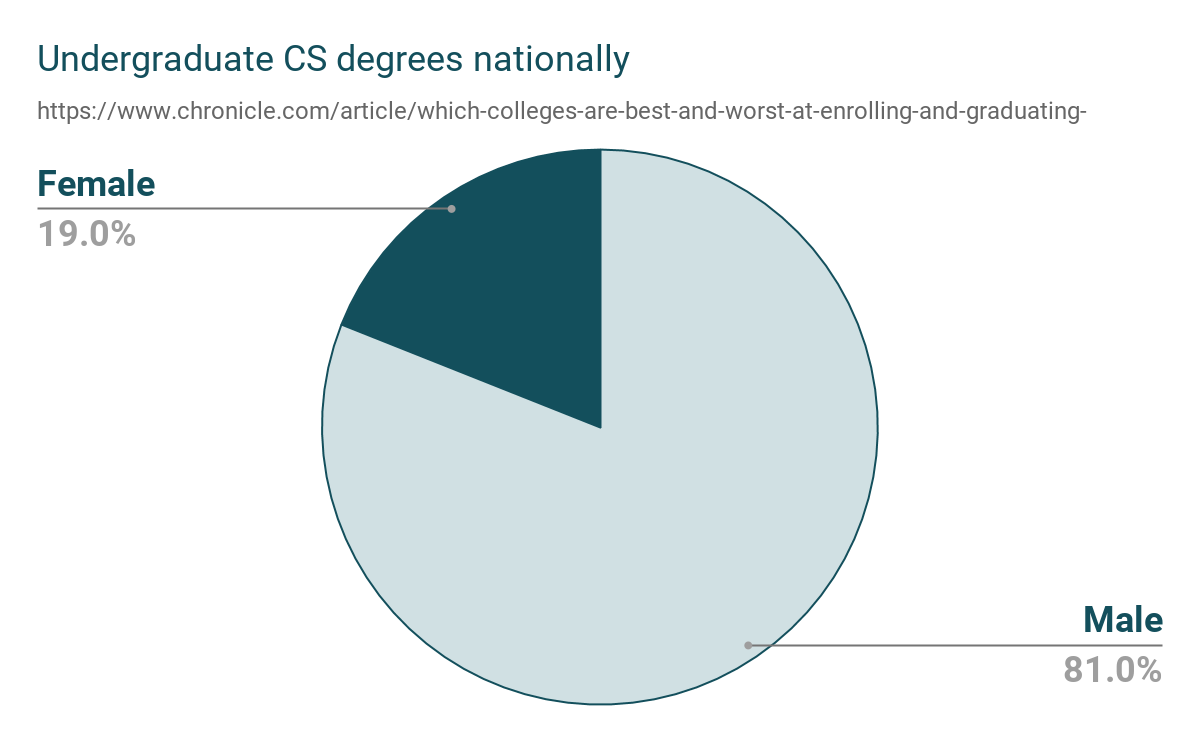 Undergraduate CS degrees nationally
https://www.chronicle.com/article/which-colleges-are-best-and-worst-at-enrolling-and-graduating-
Female
19.0%
Male
81.0%